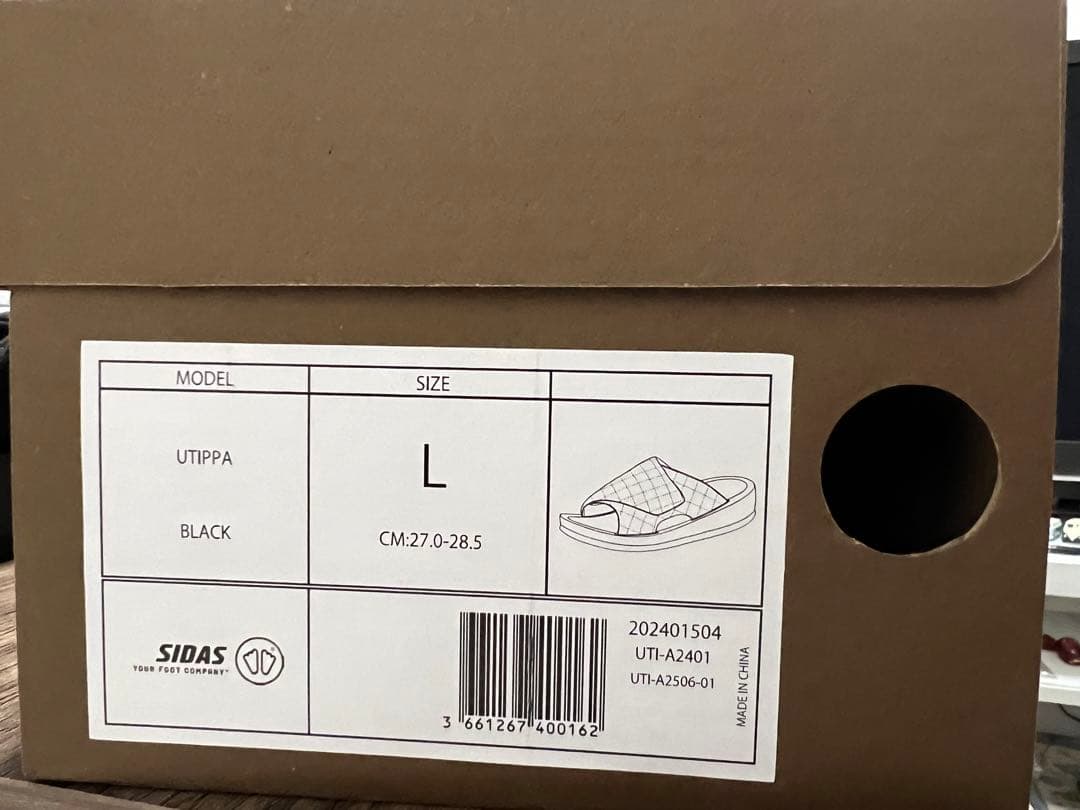 MODEL
SIZE
UTIPPA
BLACK
L
CM:27.0-28.5
SIDAS
YOUR FOOT COMPANY
3 661267 400162
202401504
UTI-A2401
UTI-A2506-01
MADE IN CHINA